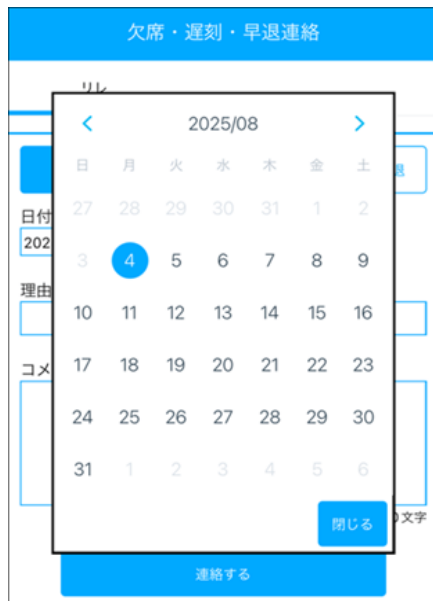 欠席・遅刻・早退連絡
< 2025/08 >
日 月 火 水 木 金 土
27 28 29 30 31 1 2
3 4 5 6 7 8 9
日付
202
理由
10 11 12 13 14 15 16
コメ
17 18 19 20 21 22 23
24 25 26 27 28 29 30
31 1 2 3 4 5 6
閉じる
文字
連絡する